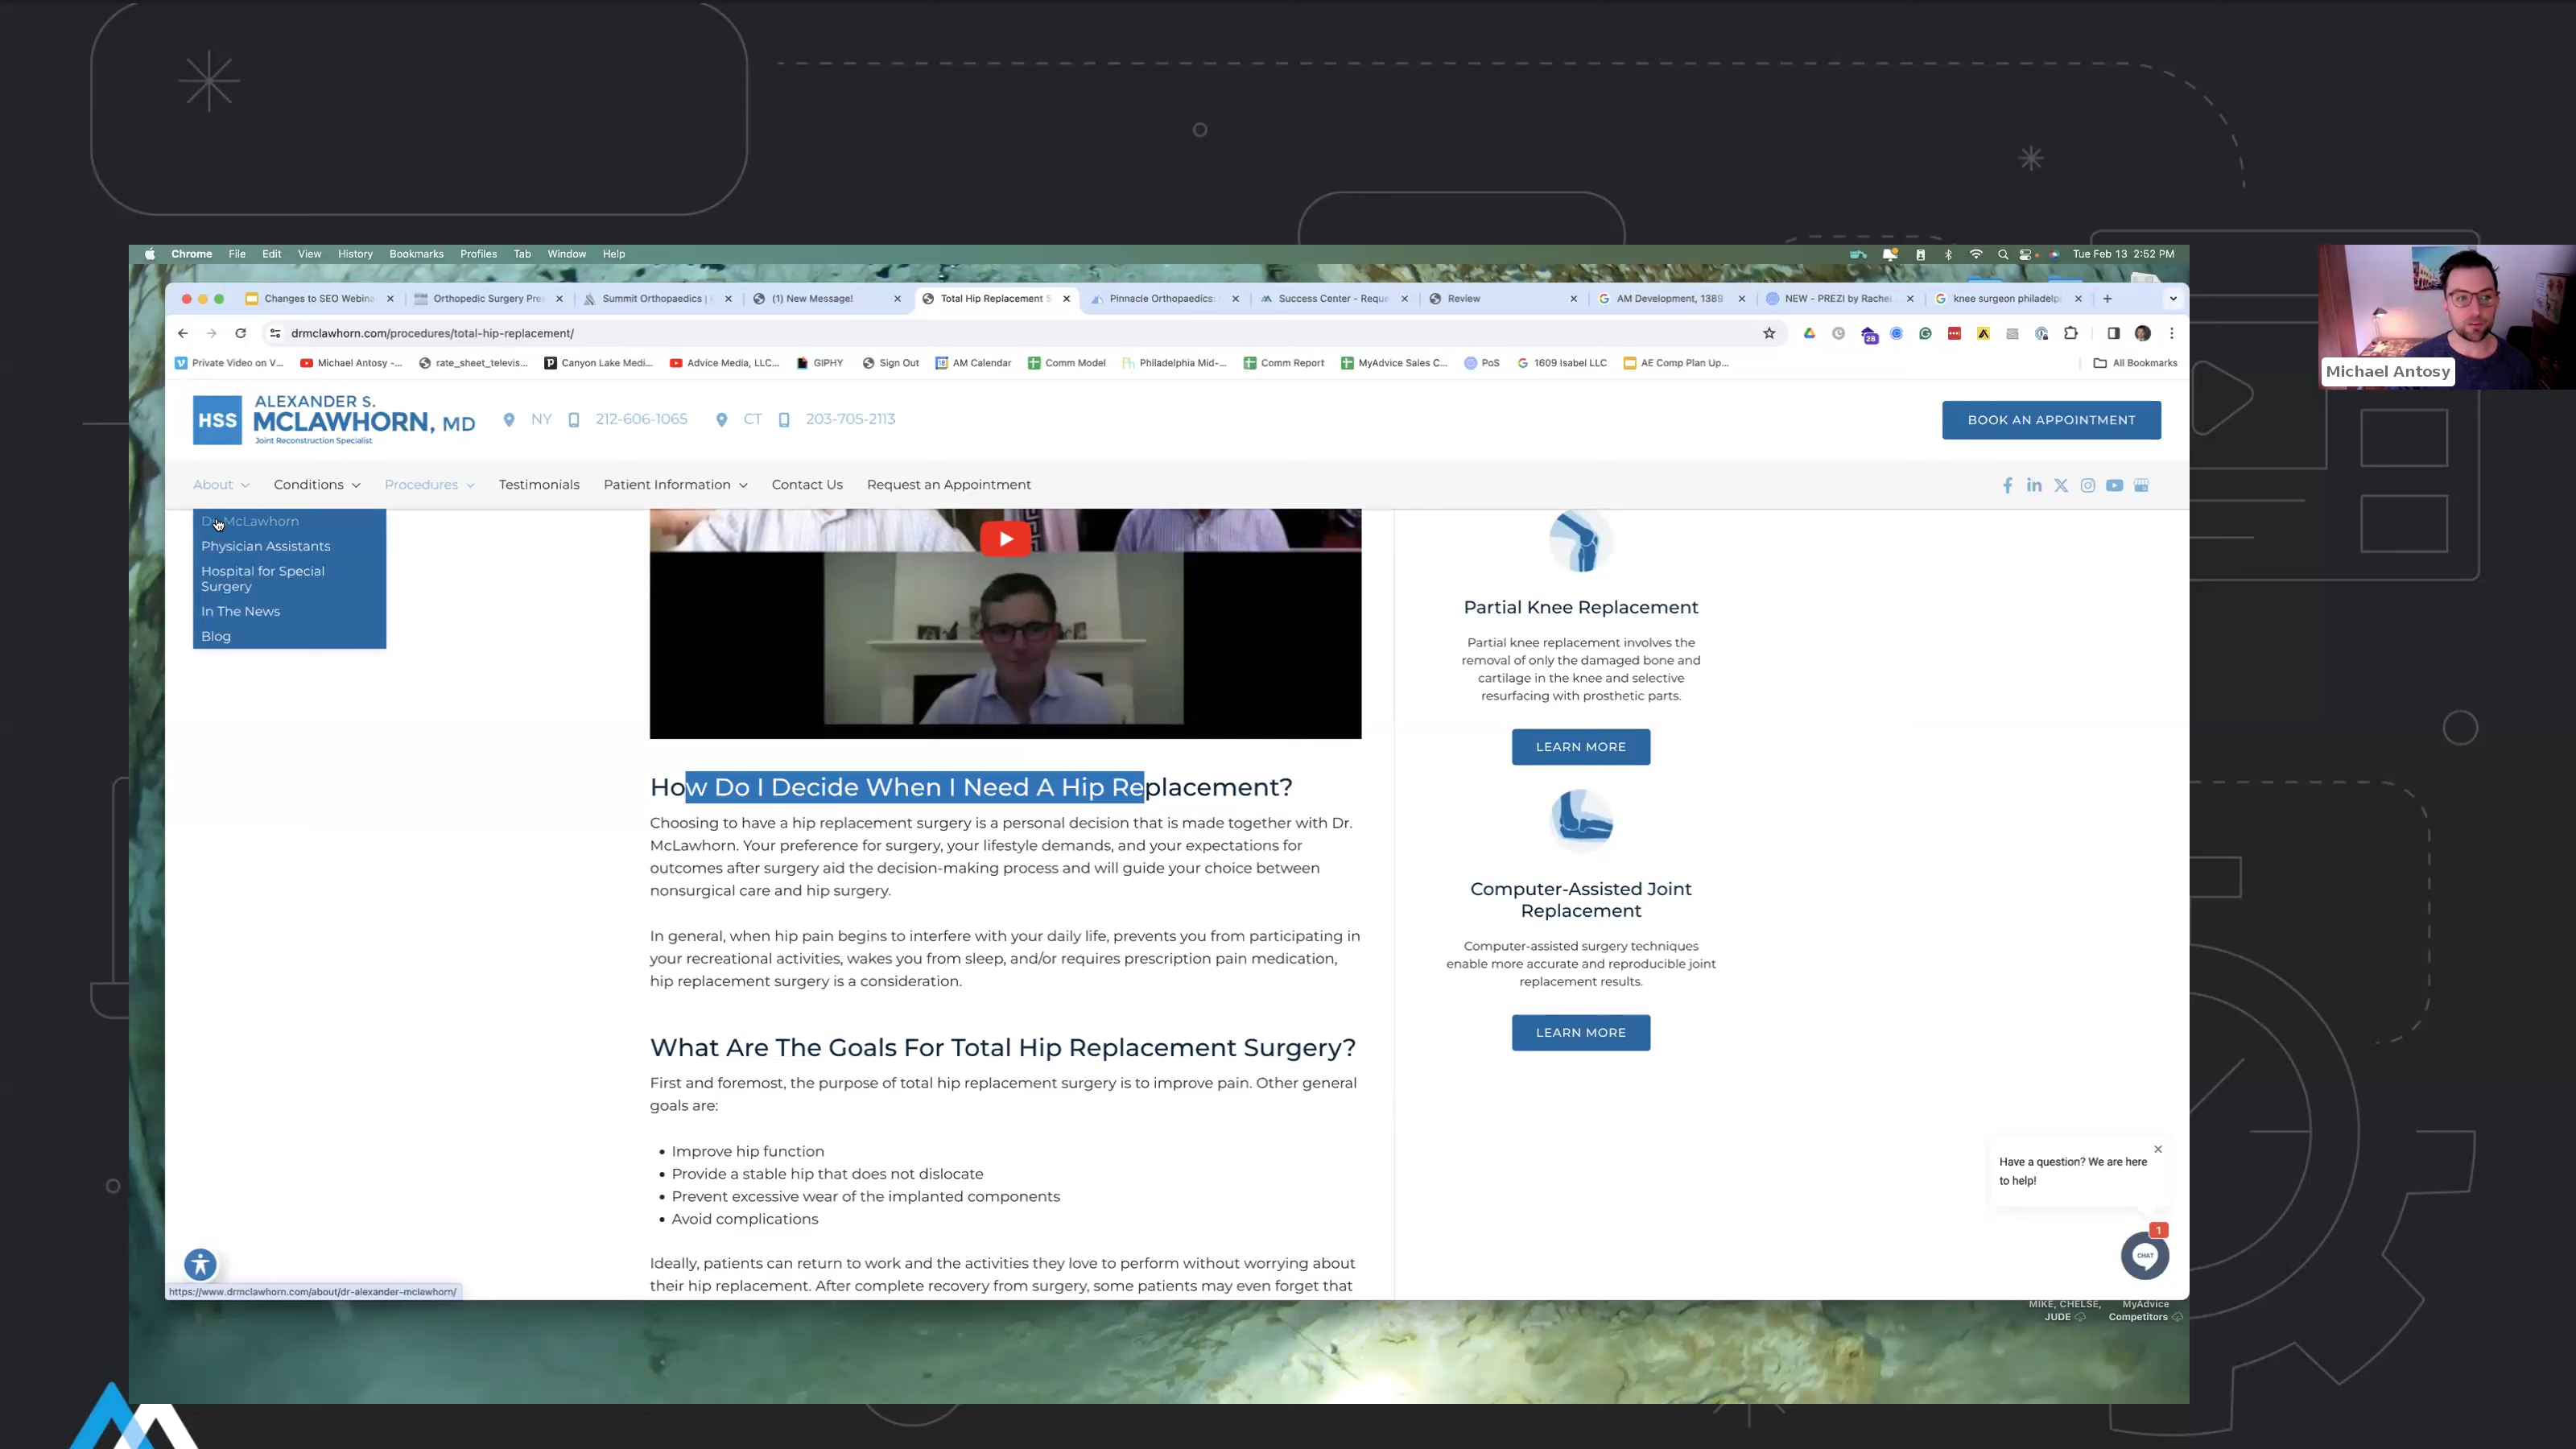 Chrome File Edit View History Bookmarks Profiles Tab Window Help
Tue Feb 13 2:52 PM
Changes to SEO Webina
Orthopedic Surgery Pres
Summit Orthopaedics |
(1) New Message!
Total Hip Replacement S
Pinnacle Orthopaedics:
Success Center - Reque
Review
AM Development, 1389
NEW - PREZI by Rachel
knee surgeon philadelp
drmclawhorn.com/procedures/total-hip-replacement/
28
Private Video on V...
Michael Antosy -...
rate_sheet_televis...
Canyon Lake Medi...
Advice Media, LLC...
GIPHY
Sign Out
AM Calendar
Comm Model
Philadelphia Mid-...
Comm Report
MyAdvice Sales C...
PoS
1609 Isabel LLC
AE Comp Plan Up...
All Bookmarks
Michael Antosy
HSS
ALEXANDER S.
MCLAWHORN, MD
Joint Reconstruction Specialist
NY 212-606-1065 CT 203-705-2113
BOOK AN APPOINTMENT
About Conditions Procedures Testimonials Patient Information Contact Us Request an Appointment
Dr. McLawhorn
Physician Assistants
Hospital for Special
Surgery
In The News
Blog
How Do I Decide When I Need A Hip Replacement?
Choosing to have a hip replacement surgery is a personal decision that is made together with Dr.
McLawhorn. Your preference for surgery, your lifestyle demands, and your expectations for
outcomes after surgery aid the decision-making process and will guide your choice between
nonsurgical care and hip surgery.
In general, when hip pain begins to interfere with your daily life, prevents you from participating in
your recreational activities, wakes you from sleep, and/or requires prescription pain medication,
hip replacement surgery is a consideration.
What Are The Goals For Total Hip Replacement Surgery?
First and foremost, the purpose of total hip replacement surgery is to improve pain. Other general
goals are:
• Improve hip function
• Provide a stable hip that does not dislocate
• Prevent excessive wear of the implanted components
• Avoid complications
Ideally, patients can return to work and the activities they love to perform without worrying about
their hip replacement. After complete recovery from surgery, some patients may even forget that
Partial Knee Replacement
Partial knee replacement involves the
removal of only the damaged bone and
cartilage in the knee and selective
resurfacing with prosthetic parts.
LEARN MORE
Computer-Assisted Joint
Replacement
Computer-assisted surgery techniques
enable more accurate and reproducible joint
replacement results.
LEARN MORE
Have a question? We are here
to help!
1
CHAT
https://www.drmclawhorn.com/about/dr-alexander-mclawhorn/
MIKE, CHELSE,
JUDE
MyAdvice
Competitors